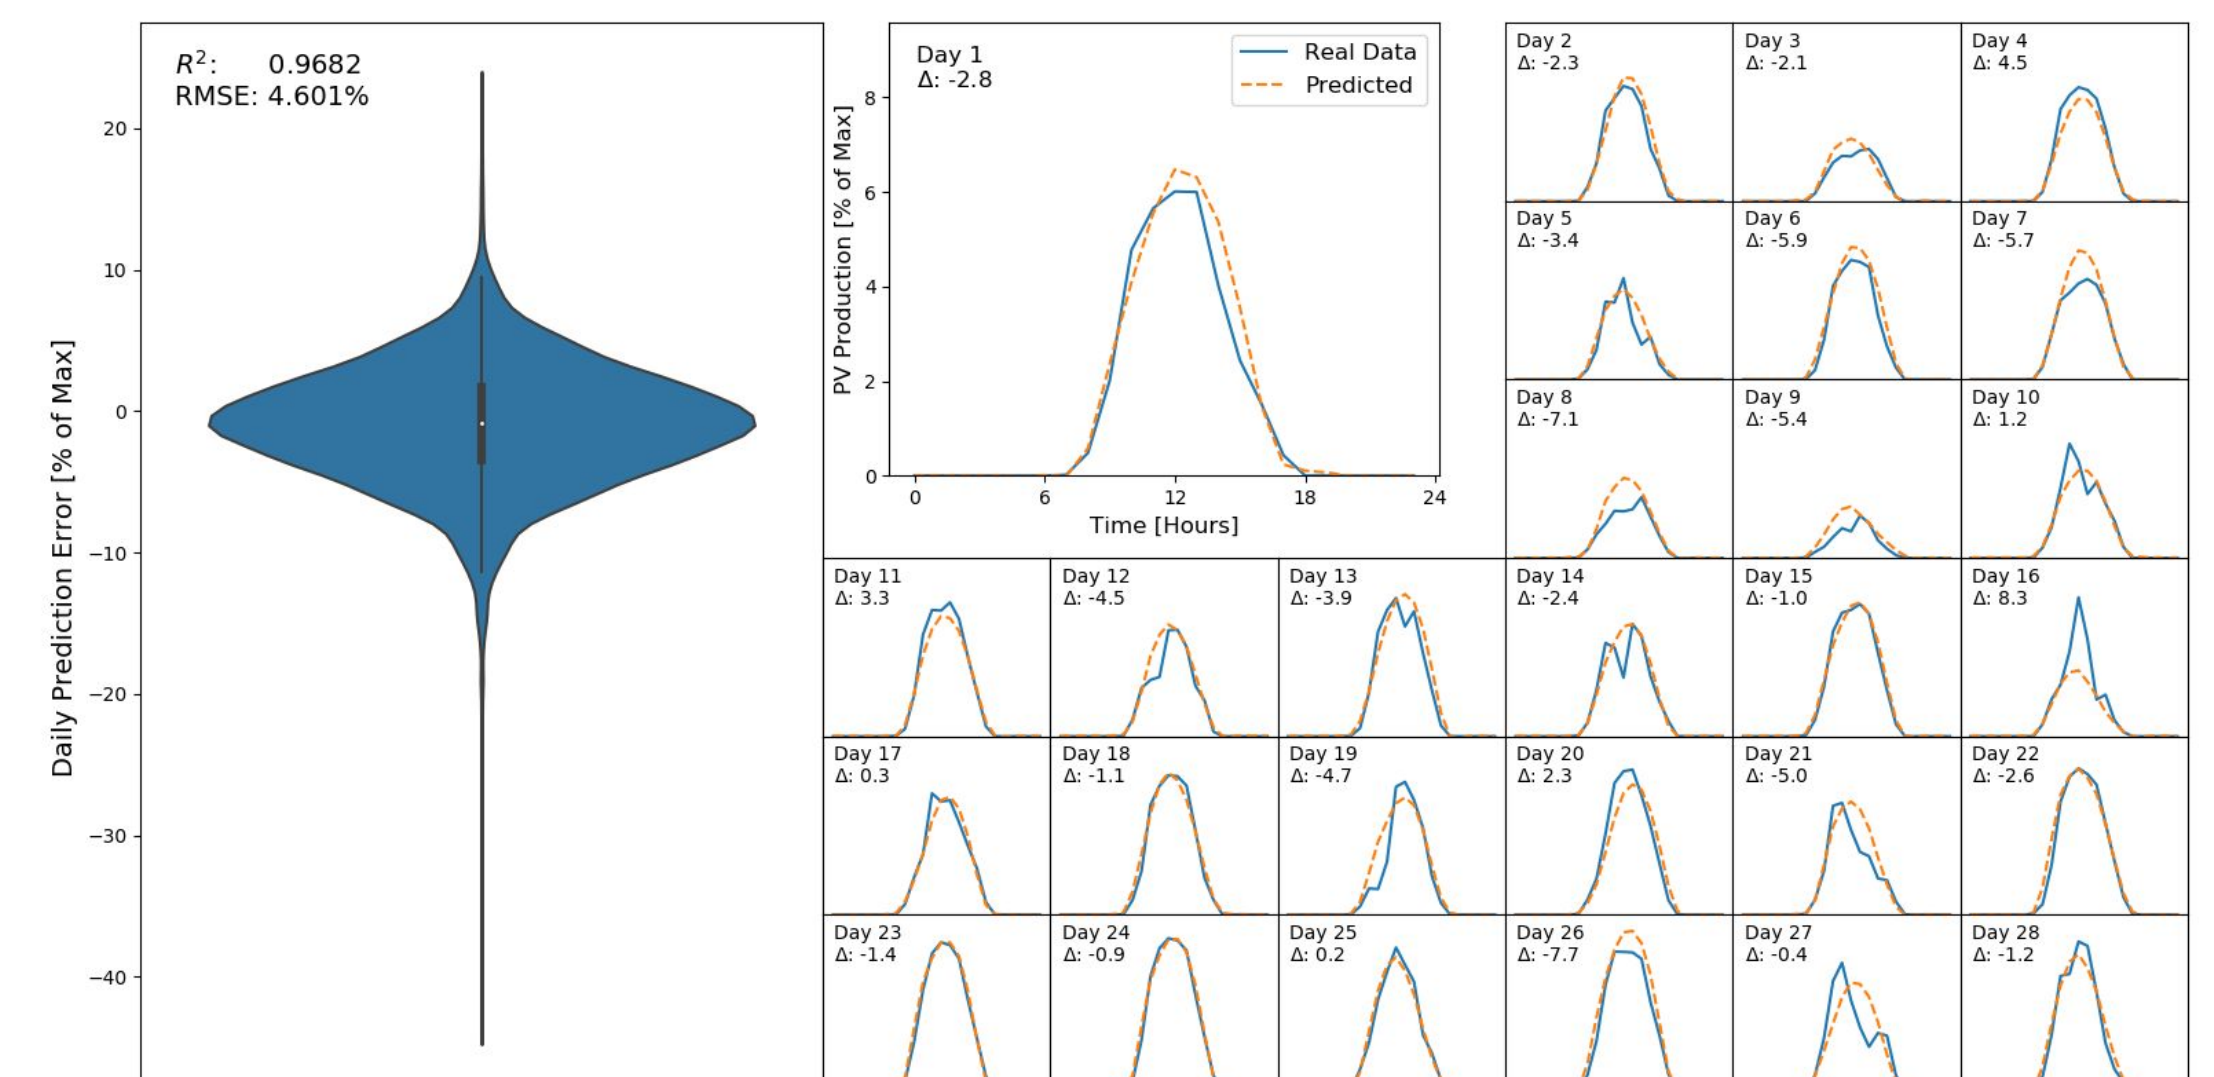 R²: 0.9682
RMSE: 4.601%
Daily Prediction Error [% of Max]
20
10
0
−10
−20
−30
−40
Day 1
Δ: -2.8
Real Data
Predicted
PV Production [% of Max]
8
6
4
2
0
0 6 12 18 24
Time [Hours]
Day 2
Δ: -2.3
Day 3
Δ: -2.1
Day 4
Δ: 4.5
Day 5
Δ: -3.4
Day 6
Δ: -5.9
Day 7
Δ: -5.7
Day 8
Δ: -7.1
Day 9
Δ: -5.4
Day 10
Δ: 1.2
Day 11
Δ: 3.3
Day 12
Δ: -4.5
Day 13
Δ: -3.9
Day 14
Δ: -2.4
Day 15
Δ: -1.0
Day 16
Δ: 8.3
Day 17
Δ: 0.3
Day 18
Δ: -1.1
Day 19
Δ: -4.7
Day 20
Δ: 2.3
Day 21
Δ: -5.0
Day 22
Δ: -2.6
Day 23
Δ: -1.4
Day 24
Δ: -0.9
Day 25
Δ: 0.2
Day 26
Δ: -7.7
Day 27
Δ: -0.4
Day 28
Δ: -1.2